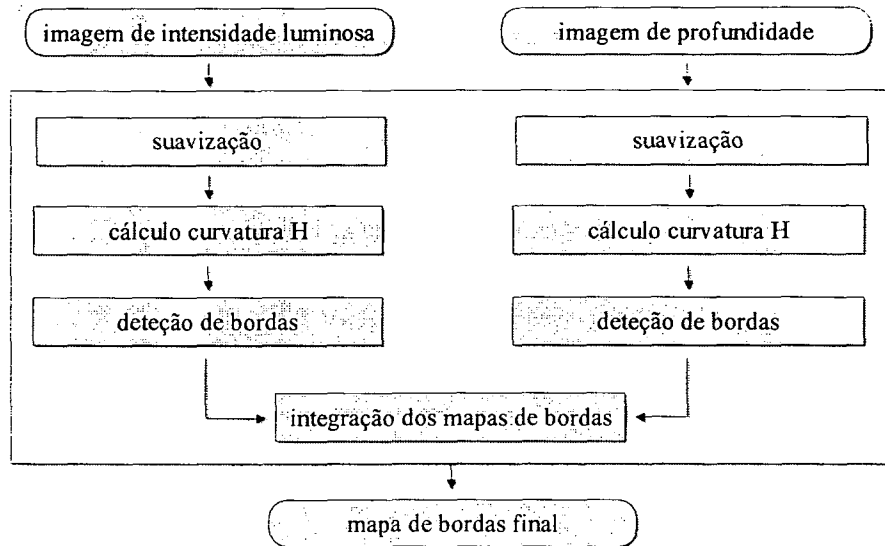 imagem de intensidade luminosa
imagem de profundidade
suavização
suavização
cálculo curvatura H
cálculo curvatura H
deteção de bordas
deteção de bordas
integração dos mapas de bordas
mapa de bordas final